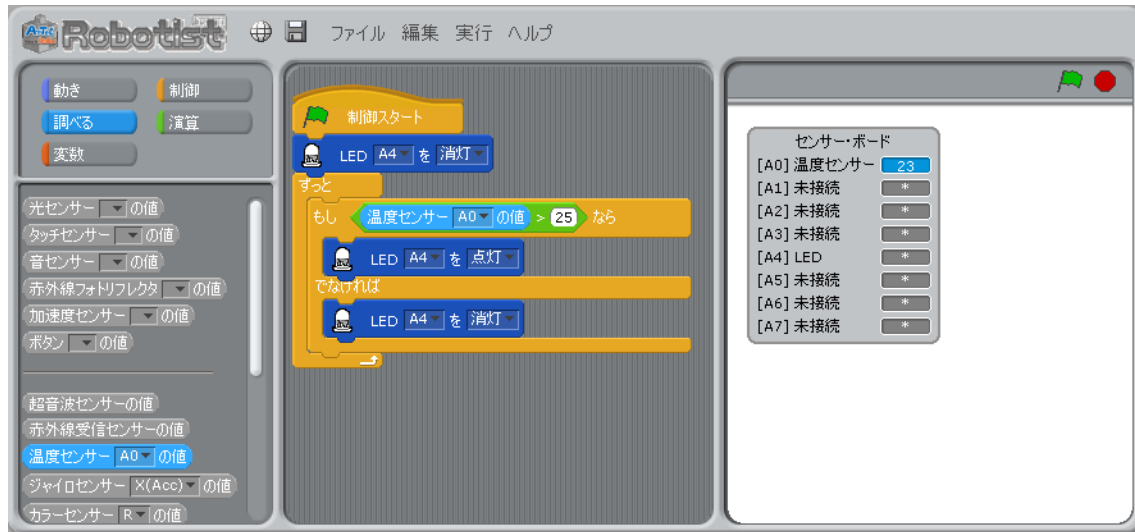 ATC Robotist ファイル 編集 実行 ヘルプ
動き 制御
調べる 演算
変数
光センサー の値
タッチセンサー の値
音センサー の値
赤外線フォトリフレクタ の値
加速度センサー の値
ボタン の値
超音波センサーの値
赤外線受信センサーの値
温度センサー A0 の値
ジャイロセンサー X(Acc) の値
カラーセンサー R の値
制御スタート
LED A4 を 消灯
ずっと
もし 温度センサー A0 の値 > 25 なら
LED A4 を 点灯
でなければ
LED A4 を 消灯
センサー・ボード
[A0] 温度センサー 23
[A1] 未接続 *
[A2] 未接続 *
[A3] 未接続 *
[A4] LED *
[A5] 未接続 *
[A6] 未接続 *
[A7] 未接続 *